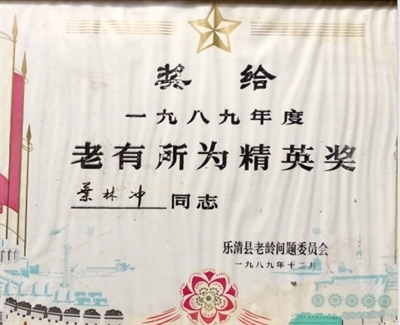 奖给
一九八九年度
老有所为精英奖
叶林冲 同志
乐清县老龄问题委员会
一九八九年十二月